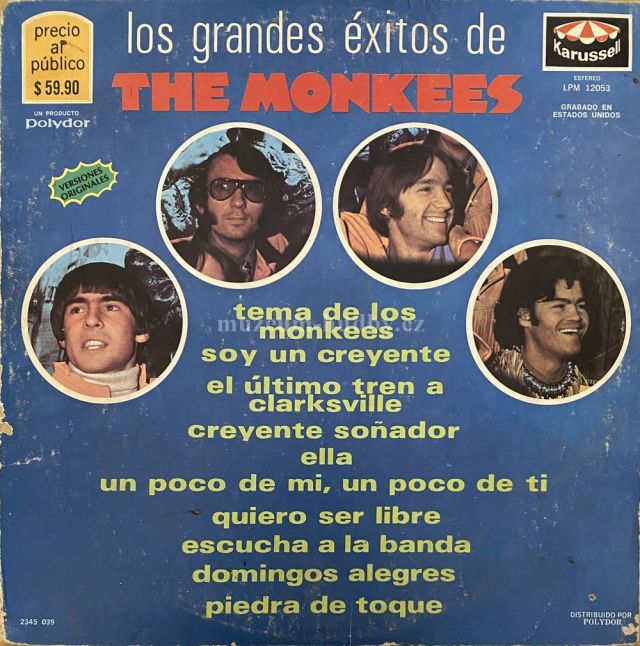 precio
al
público
$ 59.90
UN PRODUCTO
polydor
los grandes éxitos de
THE MONKEES
Karussell
ESTEREO
LPM 12053
GRABADO EN
ESTADOS UNIDOS
VERSIONES
ORIGINALES
tema de los
monkees
soy un creyente
el último tren a
clarksville
creyente soñador
ella
un poco de mi, un poco de ti
quiero ser libre
escucha a la banda
domingos alegres
piedra de toque
2345 039
DISTRIBUIDO POR
POLYDOR